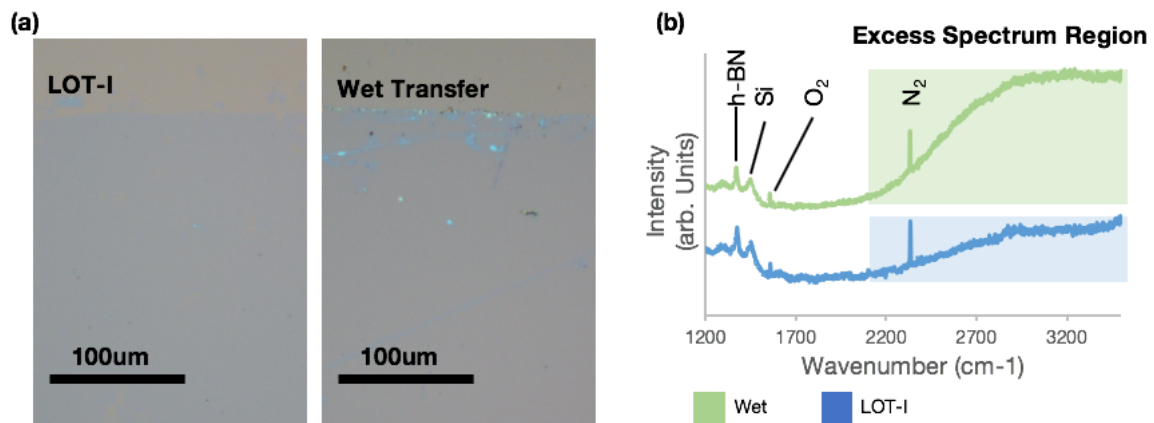 (a)
LOT-I
Wet Transfer
100um
100um
(b)
Excess Spectrum Region
h-BN
Si
O2
N2
Intensity
(arb. Units)
1200
1700
2200
2700
3200
Wavenumber (cm-1)
Wet
LOT-I